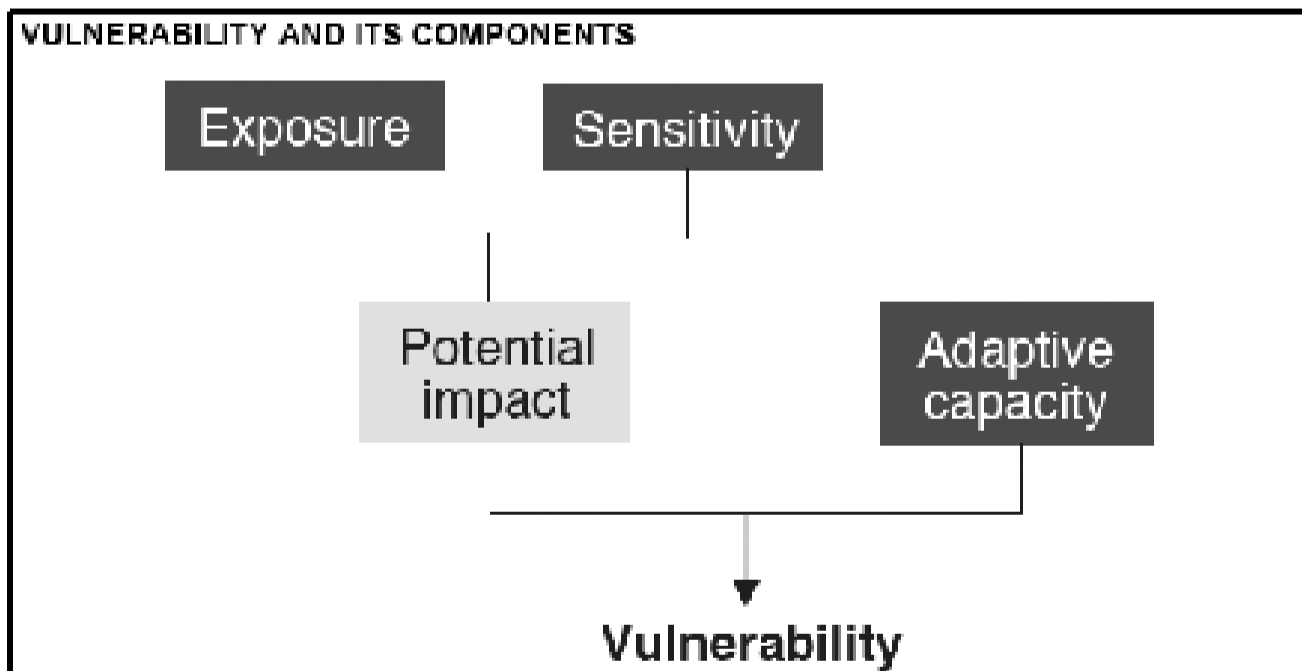 VULNERABILITY AND ITS COMPONENTS
Exposure
Sensitivity
Potential
impact
Adaptive
capacity
Vulnerability